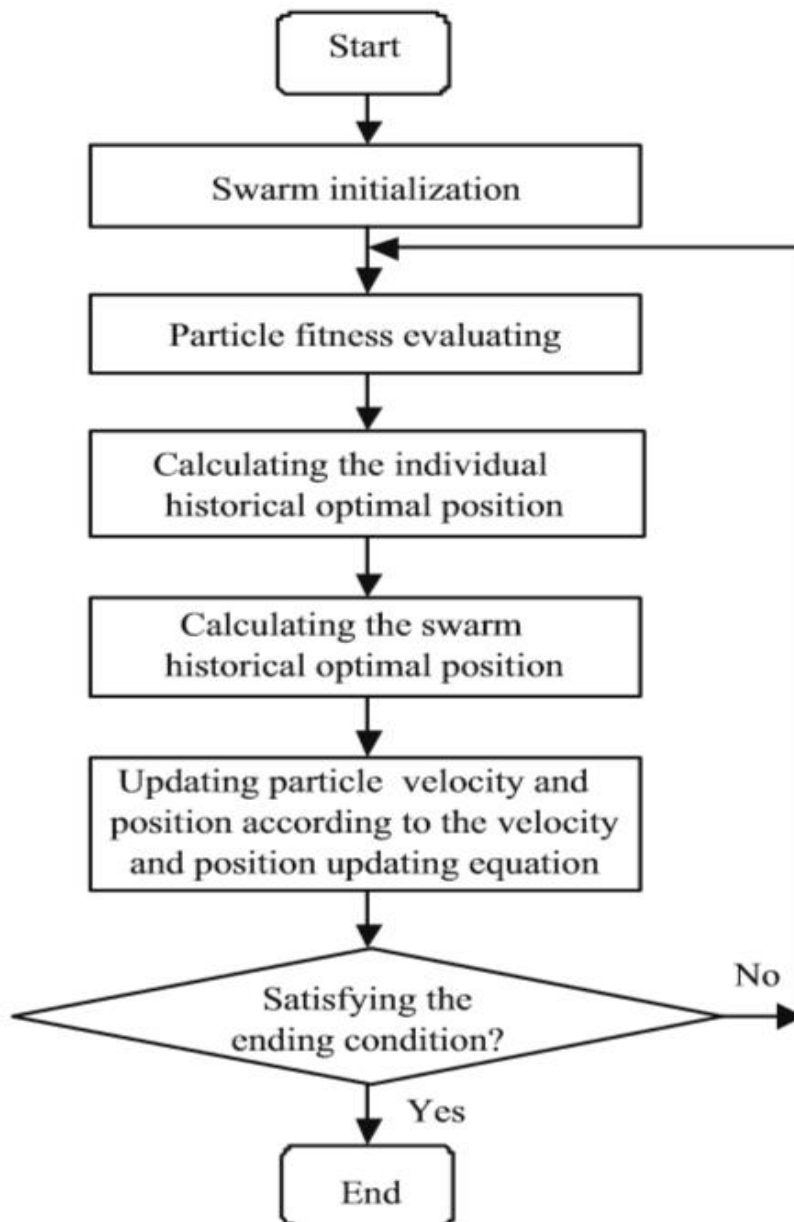 Start
Swarm initialization
Particle fitness evaluating
Calculating the individual
historical optimal position
Calculating the swarm
historical optimal position
Updating particle velocity and
position according to the velocity
and position updating equation
Satisfying the
ending condition?
No
Yes
End